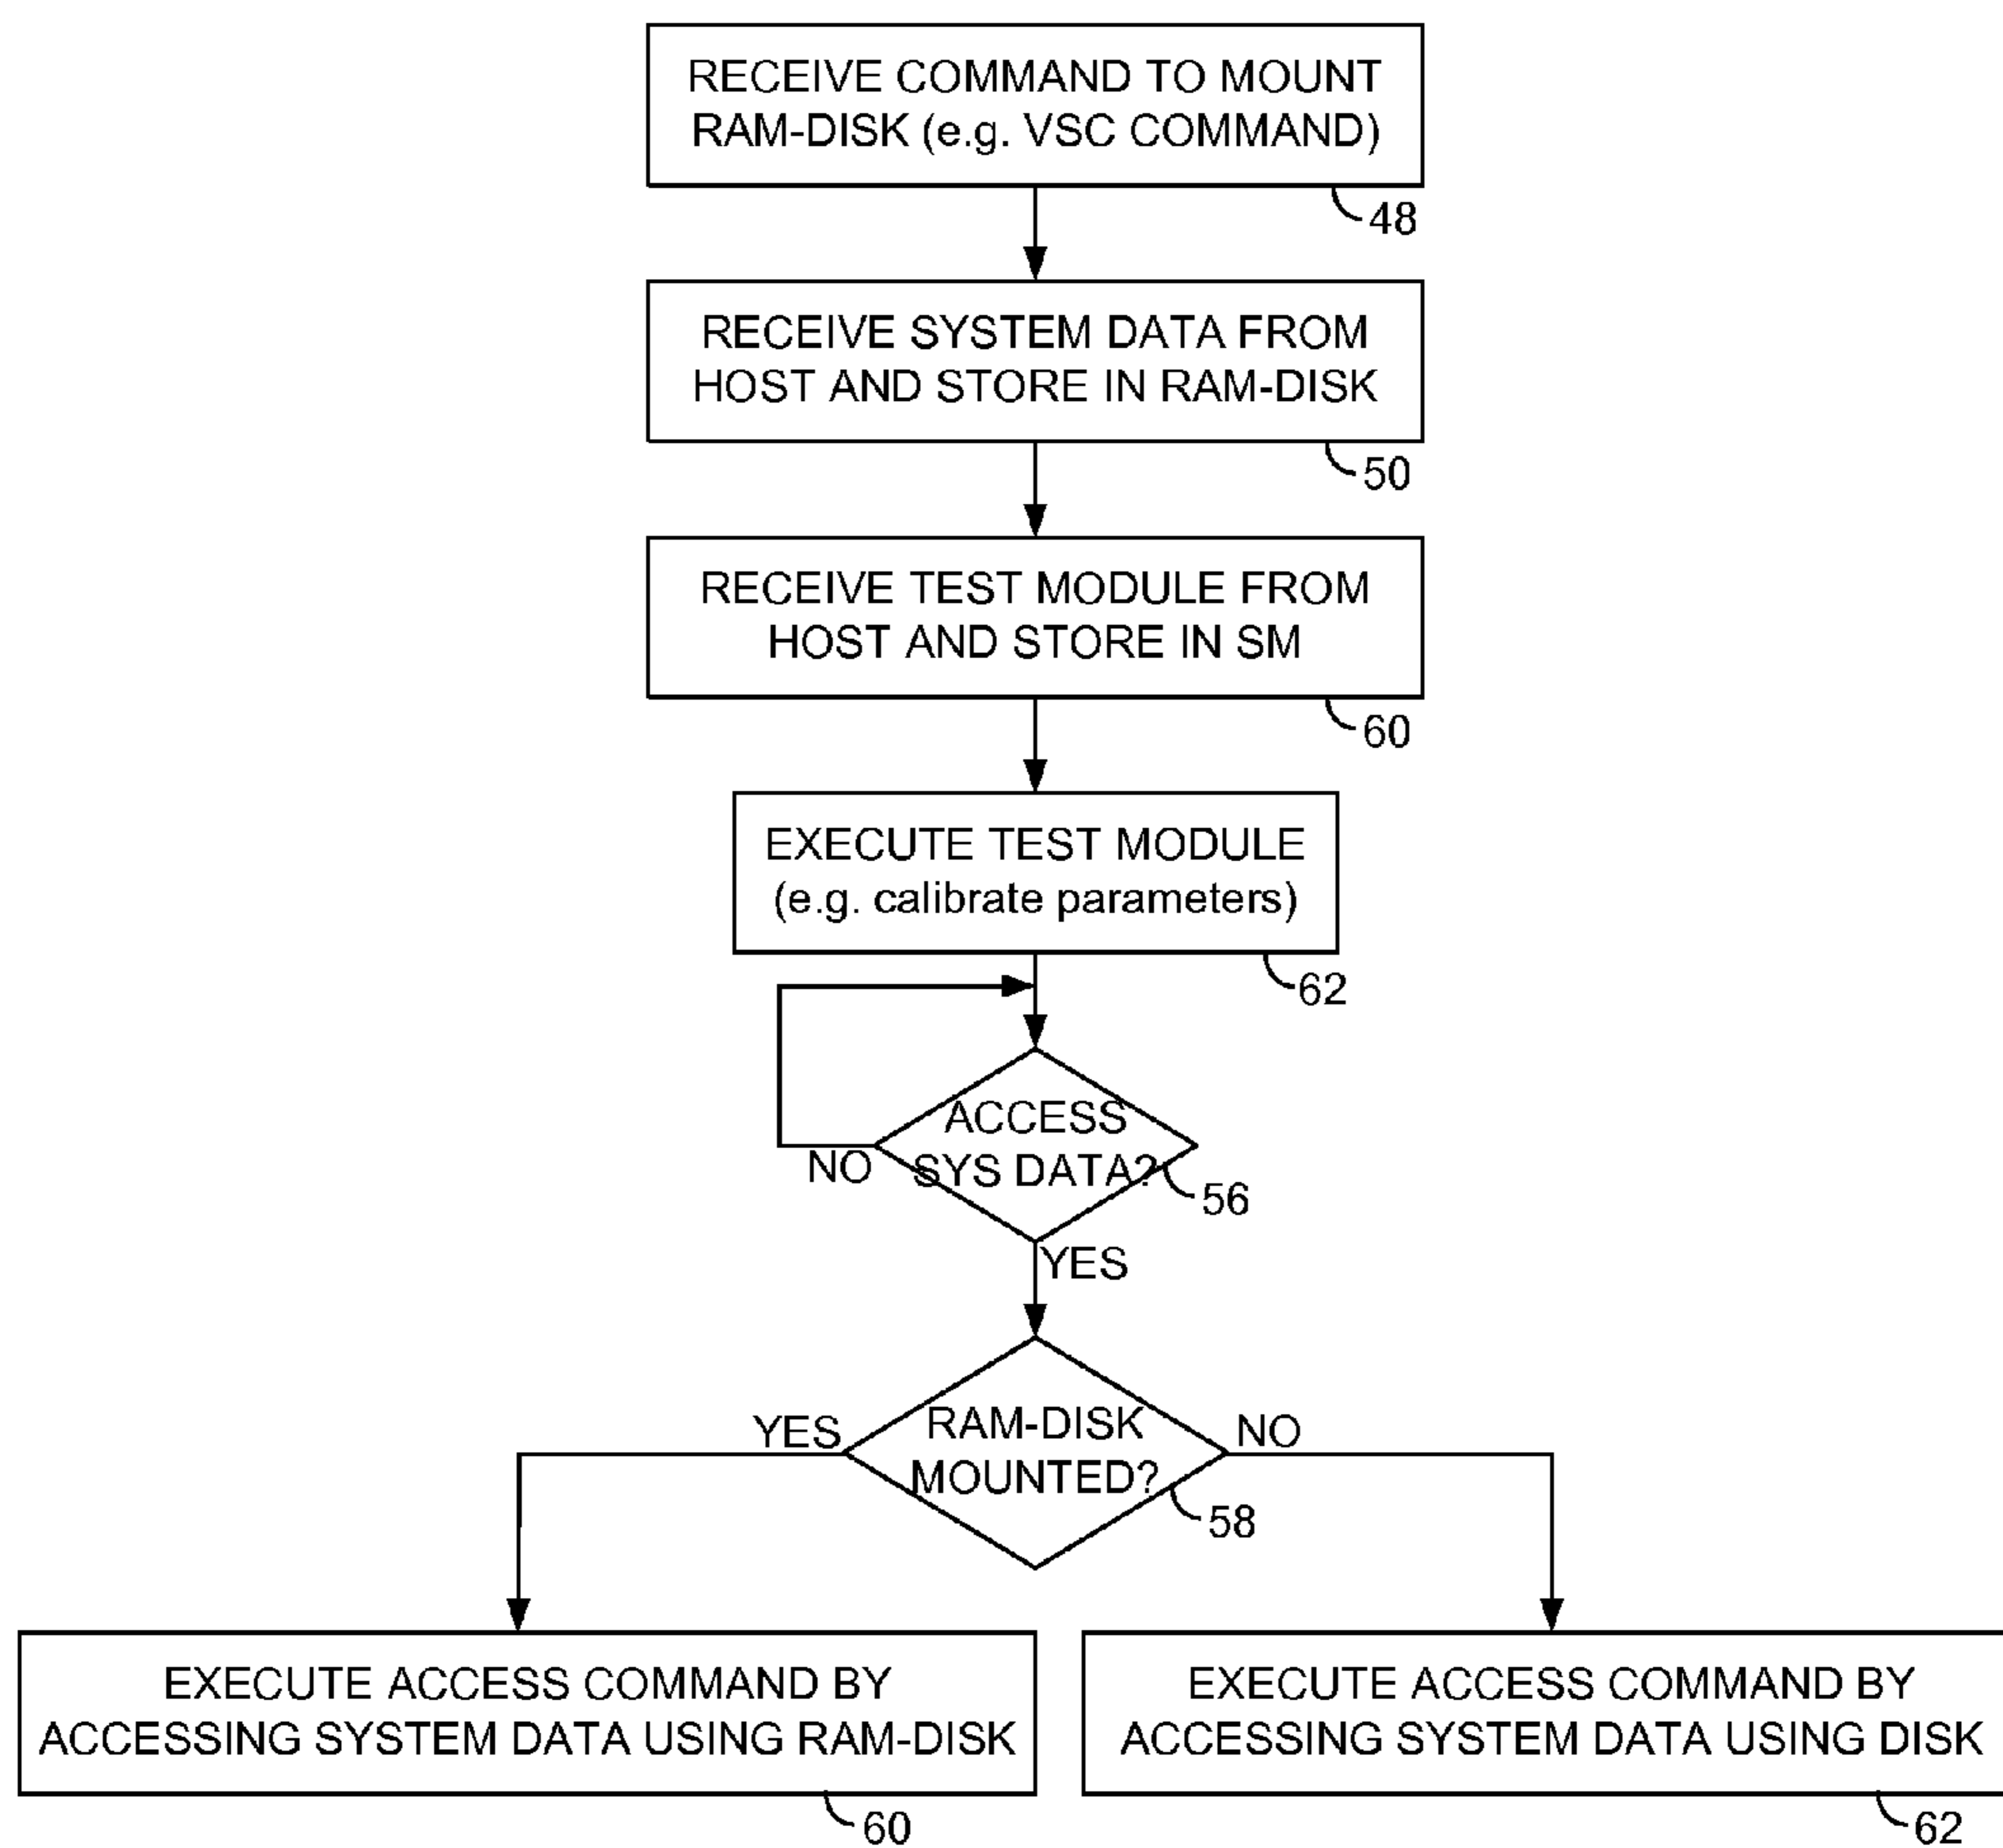 RECEIVE COMMAND TO MOUNT
RAM-DISK (e.g. VSC COMMAND)
48
RECEIVE SYSTEM DATA FROM
HOST AND STORE IN RAM-DISK
50
RECEIVE TEST MODULE FROM
HOST AND STORE IN SM
60
EXECUTE TEST MODULE
(e.g. calibrate parameters)
62
ACCESS
SYS DATA?
NO
56
YES
RAM-DISK
MOUNTED?
YES
NO
58
EXECUTE ACCESS COMMAND BY
ACCESSING SYSTEM DATA USING RAM-DISK
60
EXECUTE ACCESS COMMAND BY
ACCESSING SYSTEM DATA USING DISK
62